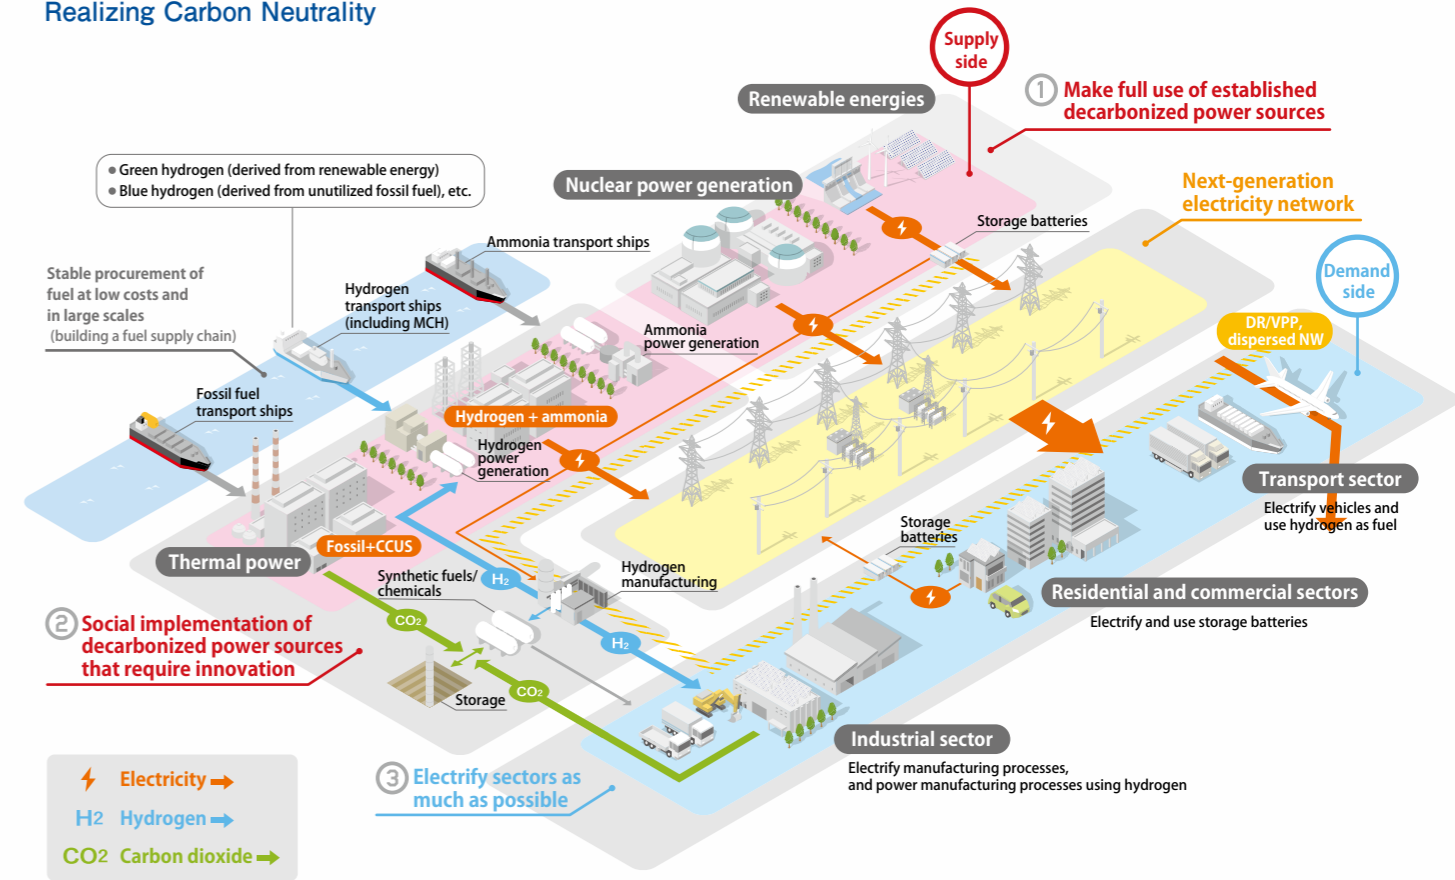 Realizing Carbon Neutrality
Supply
side
Renewable energies
1 Make full use of established
decarbonized power sources
• Green hydrogen (derived from renewable energy)
• Blue hydrogen (derived from unutilized fossil fuel), etc.
Nuclear power generation
Next-generation
electricity network
Storage batteries
Ammonia transport ships
Demand
side
Stable procurement of
fuel at low costs and
in large scales
(building a fuel supply chain)
Hydrogen
transport ships
(including MCH)
Ammonia
power generation
DR/VPP,
dispersed NW
Fossil fuel
transport ships
Hydrogen + ammonia
Hydrogen
power
generation
Transport sector
Electrify vehicles and
use hydrogen as fuel
Storage
batteries
Thermal power
Fossil+CCUS
Synthetic fuels/
chemicals
H2
Hydrogen
manufacturing
Residential and commercial sectors
Electrify and use storage batteries
CO2
H2
2 Social implementation of
decarbonized power sources
that require innovation
CO2
Storage
Industrial sector
Electrify manufacturing processes,
and power manufacturing processes using hydrogen
3 Electrify sectors as
much as possible
Electricity
H2 Hydrogen
CO2 Carbon dioxide